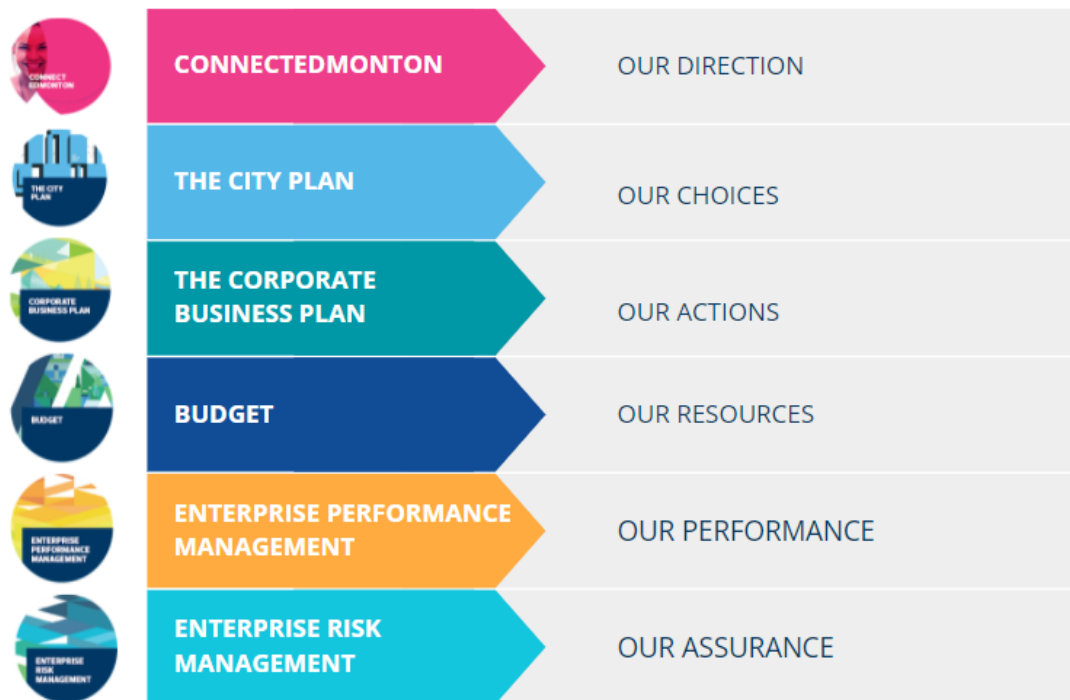 CONNECT
EDMONTON
CONNECTEDMONTON
OUR DIRECTION
THE CITY
PLAN
THE CITY PLAN
OUR CHOICES
CORPORATE
BUSINESS PLAN
THE CORPORATE
BUSINESS PLAN
OUR ACTIONS
BUDGET
BUDGET
OUR RESOURCES
ENTERPRISE
PERFORMANCE
MANAGEMENT
ENTERPRISE PERFORMANCE
MANAGEMENT
OUR PERFORMANCE
ENTERPRISE
RISK
MANAGEMENT
ENTERPRISE RISK
MANAGEMENT
OUR ASSURANCE